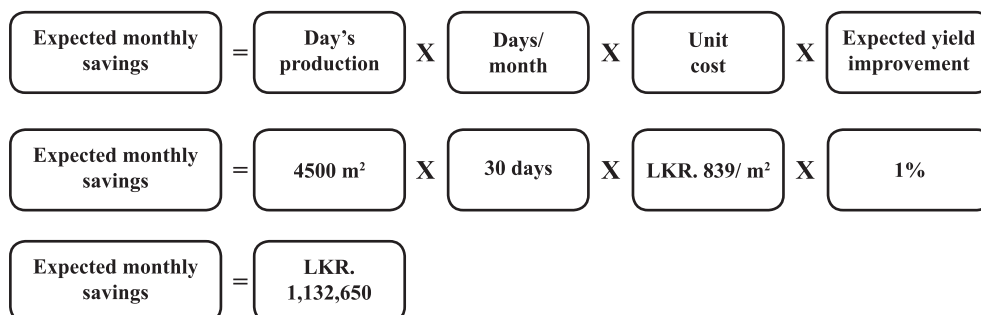 Expected monthly savings = Day's production X Days/ month X Unit cost X Expected yield improvement
Expected monthly savings = 4500 m² X 30 days X LKR. 839/ m² X 1%
Expected monthly savings = LKR. 1,132,650